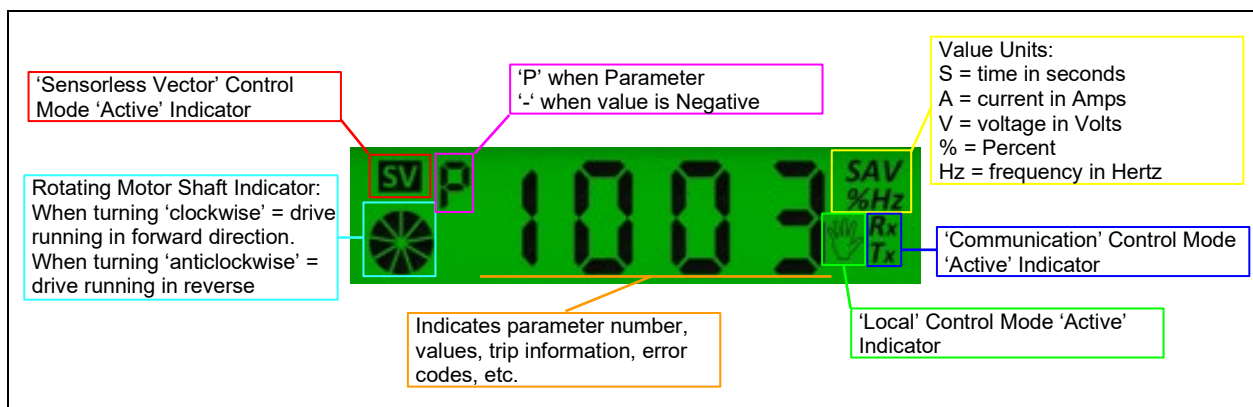 ‘Sensorless Vector’ Control
Mode ‘Active’ Indicator
‘P’ when Parameter
‘-‘ when value is Negative
Value Units:
S = time in seconds
A = current in Amps
V = voltage in Volts
% = Percent
Hz = frequency in Hertz
Rotating Motor Shaft Indicator:
When turning ‘clockwise’ = drive
running in forward direction.
When turning ‘anticlockwise’ =
drive running in reverse
SV P 1003 SAV
%Hz
Rx
Tx
‘Communication’ Control Mode
‘Active’ Indicator
Indicates parameter number,
values, trip information, error
codes, etc.
‘Local’ Control Mode ‘Active’
Indicator